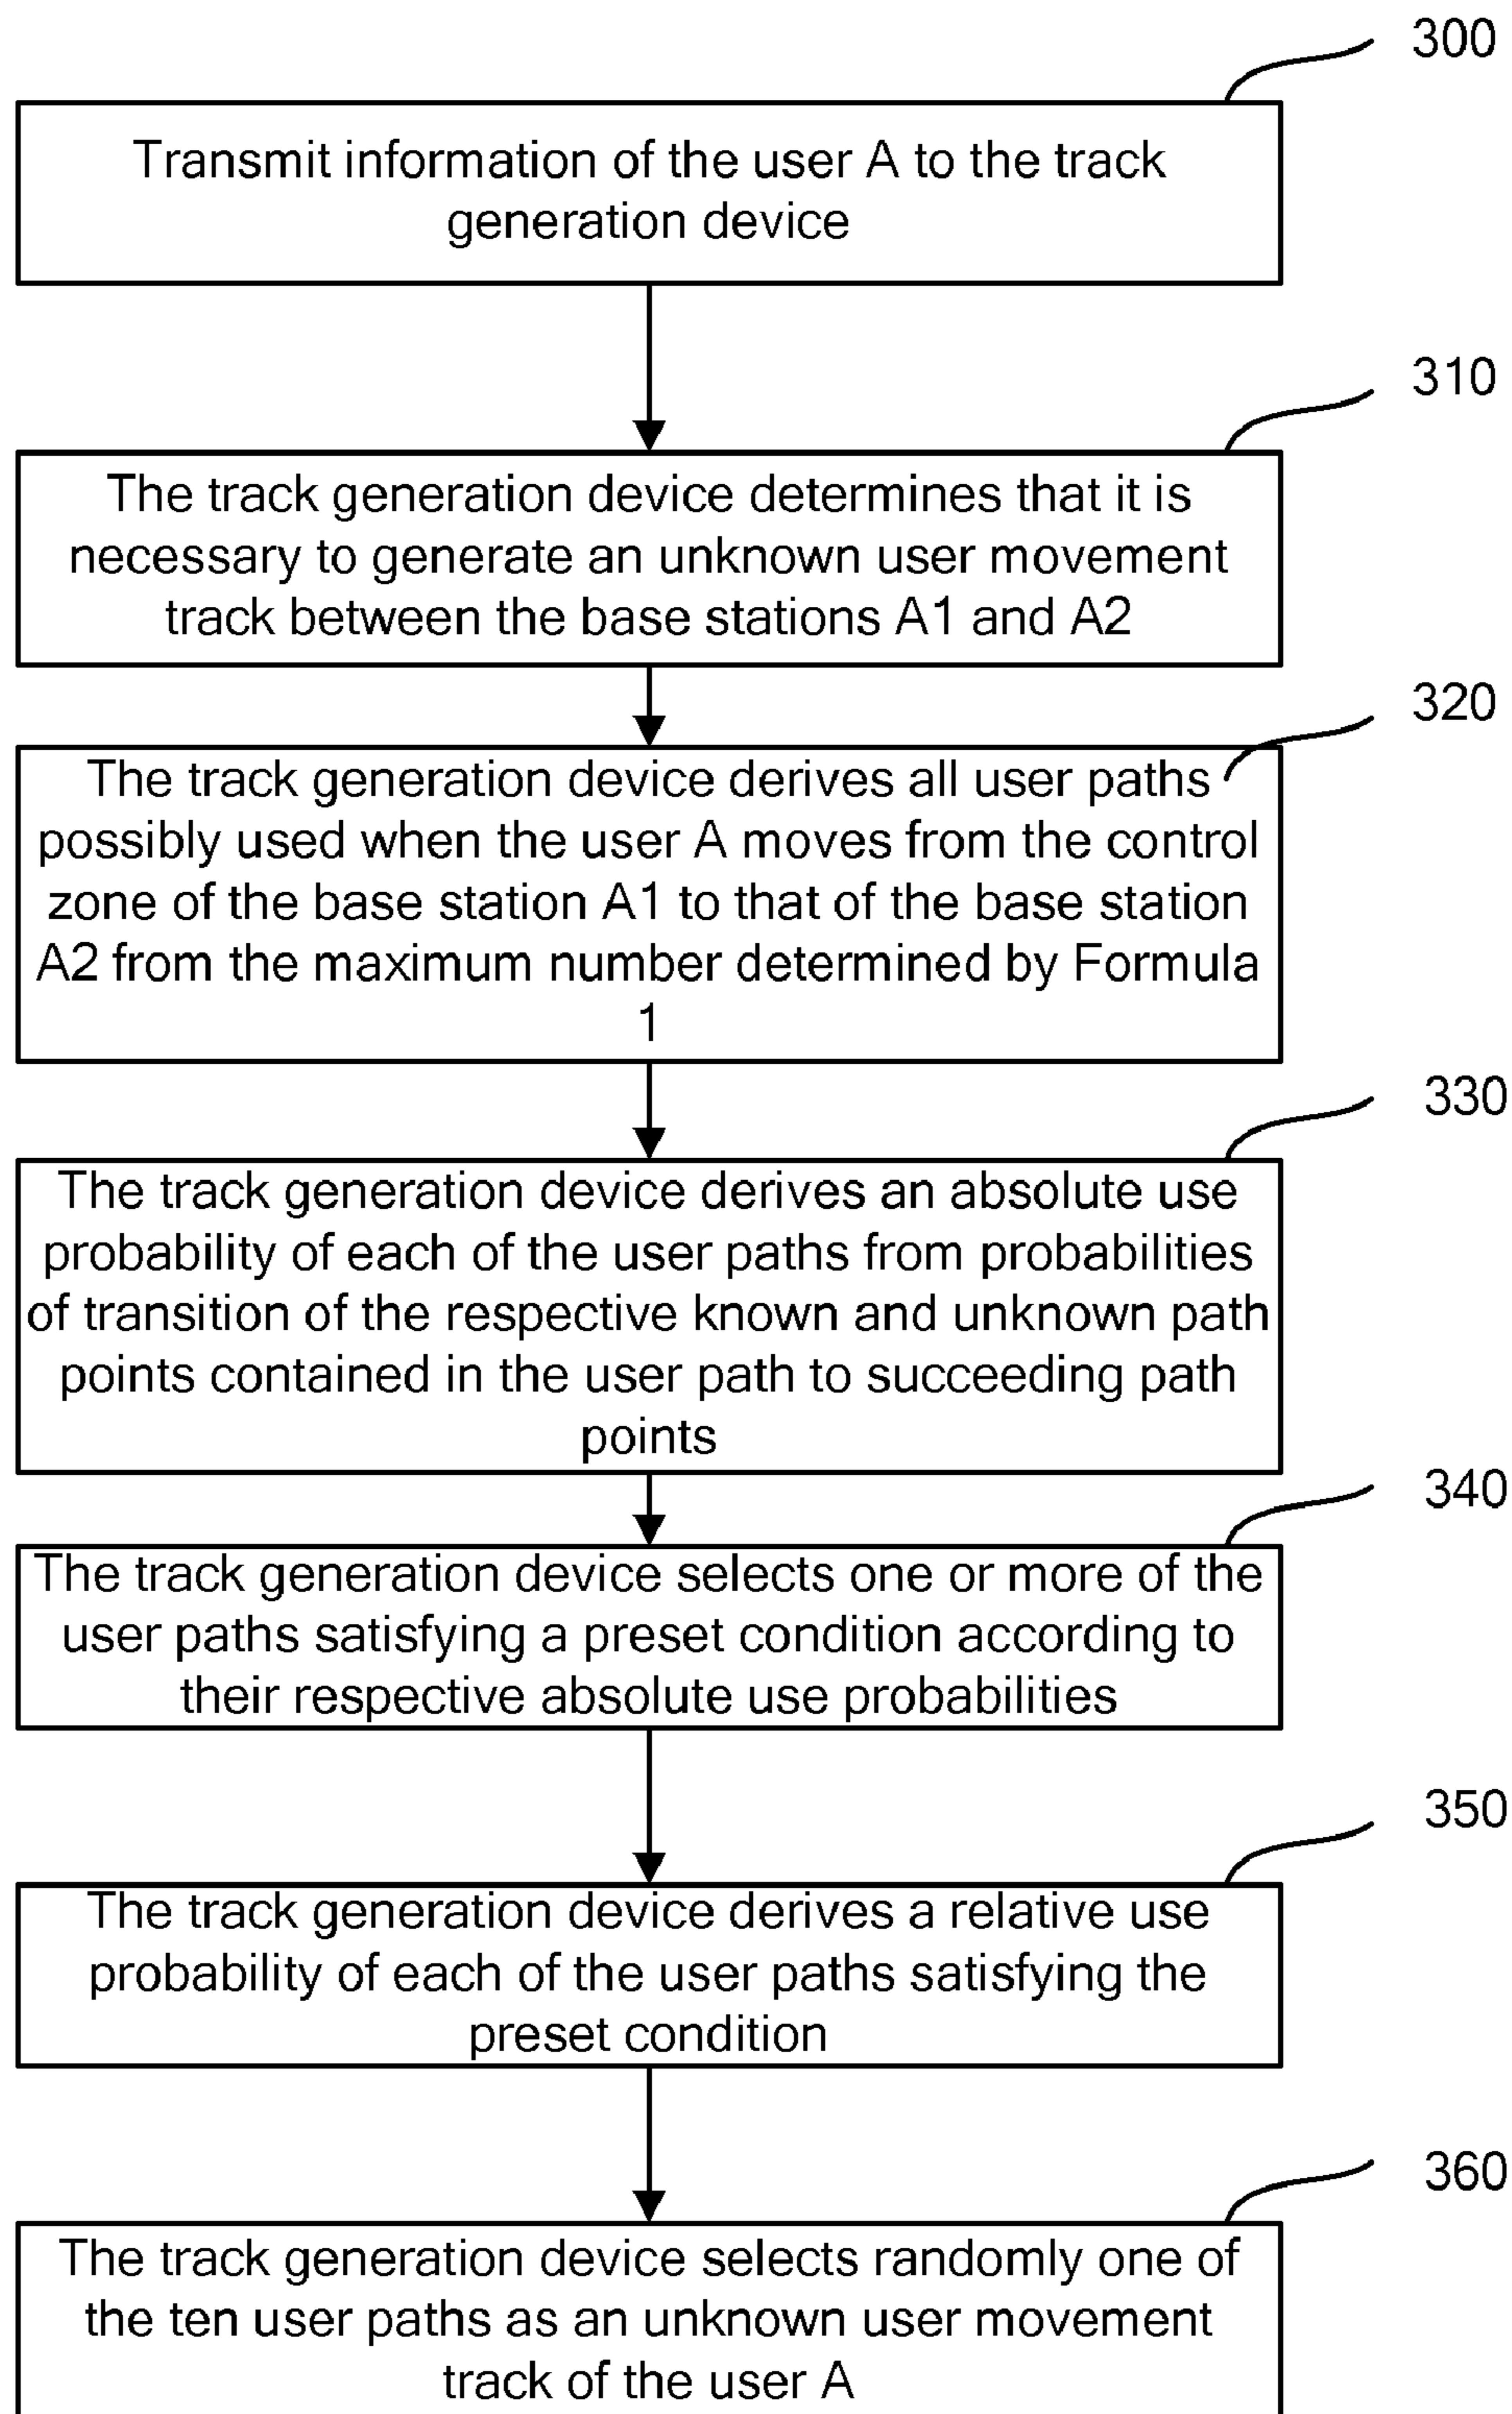 300
Transmit information of the user A to the track
generation device
310
The track generation device determines that it is
necessary to generate an unknown user movement
track between the base stations A1 and A2
320
The track generation device derives all user paths
possibly used when the user A moves from the control
zone of the base station A1 to that of the base station
A2 from the maximum number determined by Formula
1
330
The track generation device derives an absolute use
probability of each of the user paths from probabilities
of transition of the respective known and unknown path
points contained in the user path to succeeding path
points
340
The track generation device selects one or more of the
user paths satisfying a preset condition according to
their respective absolute use probabilities
350
The track generation device derives a relative use
probability of each of the user paths satisfying the
preset condition
360
The track generation device selects randomly one of
the ten user paths as an unknown user movement
track of the user A